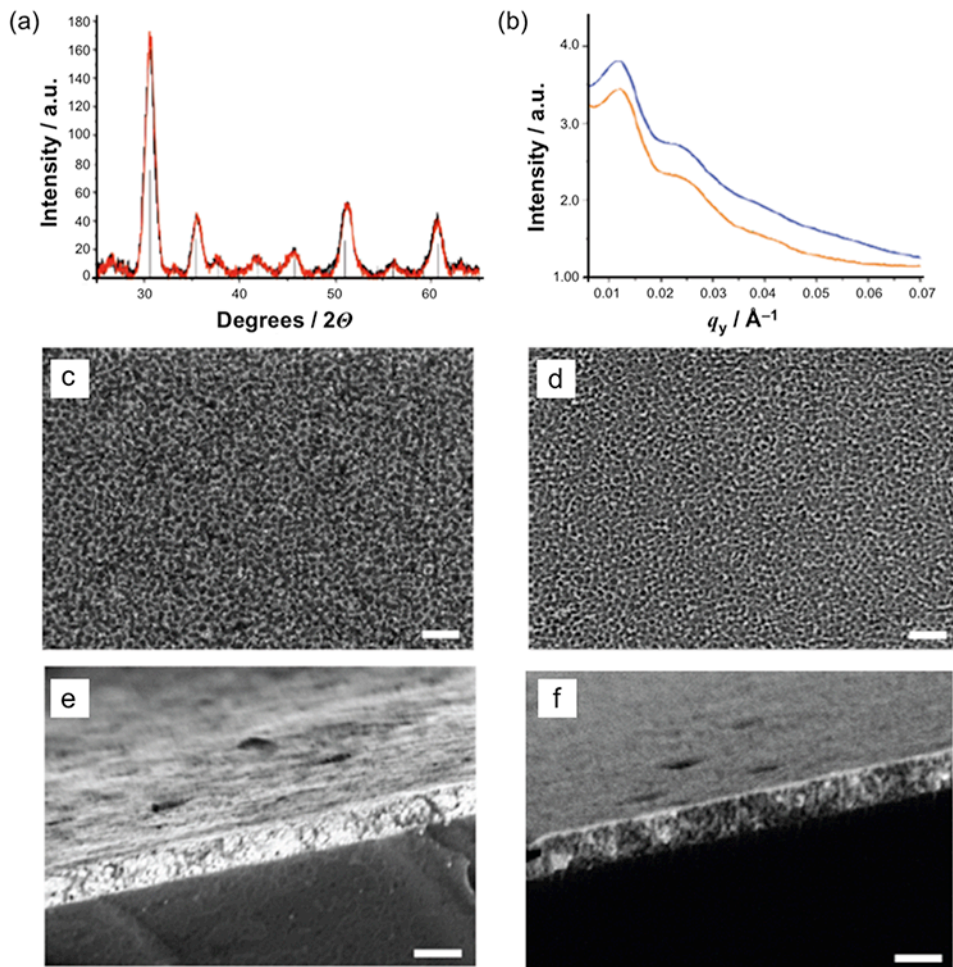 (a)
Intensity / a.u.
180
160
140
120
100
80
60
40
20
0
30
40
50
60
Degrees / 2Θ
(b)
Intensity / a.u.
4.0
3.0
2.0
1.00
0.01
0.02
0.03
0.04
0.05
0.06
0.07
qy / Å–1
c
d
e
f